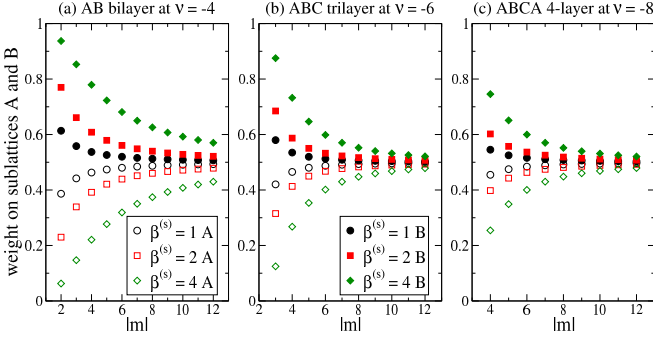 (a) AB bilayer at ν = -4
(b) ABC trilayer at ν = -6
(c) ABCA 4-layer at ν = -8
weight on sublattices A and B
1
0.8
0.6
0.4
0.2
0
2 4 6 8 10 12
|m|
β(s) = 1 A
β(s) = 2 A
β(s) = 4 A
1
0.8
0.6
0.4
0.2
0
2 4 6 8 10 12
|m|
β(s) = 1 B
β(s) = 2 B
β(s) = 4 B
1
0.8
0.6
0.4
0.2
0
4 6 8 10 12
|m|